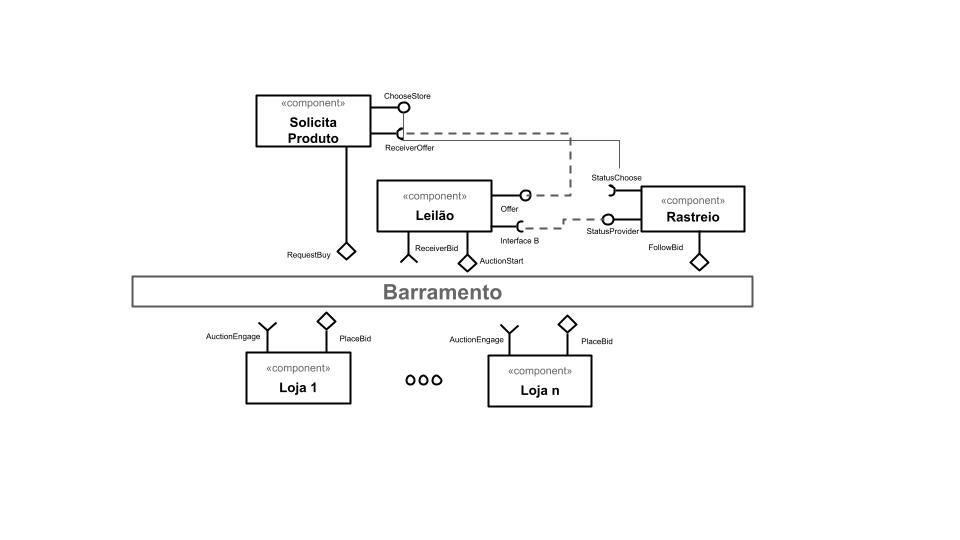 ChooseStore
«component»
Solicita
Produto
ReceiverOffer
StatusChoose
«component»
Leilão
Offer
Interface B
«component»
Rastreio
StatusProvider
ReceiverBid
AuctionStart
RequestBuy
FollowBid
Barramento
AuctionEngage
PlaceBid
AuctionEngage
PlaceBid
«component»
Loja 1
«component»
Loja n